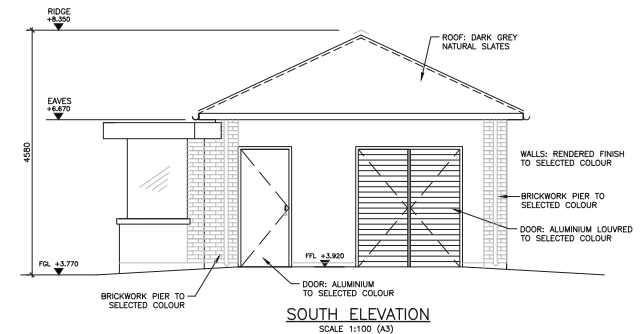 RIDGE
+8.350
ROOF: DARK GREY
NATURAL SLATES
EAVES
+6.670
4580
WALLS: RENDERED FINISH
TO SELECTED COLOUR
BRICKWORK PIER TO
SELECTED COLOUR
DOOR: ALUMINIUM LOUVRED
TO SELECTED COLOUR
FGL +3.770
FFL +3.920
DOOR: ALUMINIUM
TO SELECTED COLOUR
BRICKWORK PIER TO
SELECTED COLOUR
SOUTH ELEVATION
SCALE 1:100 (A3)